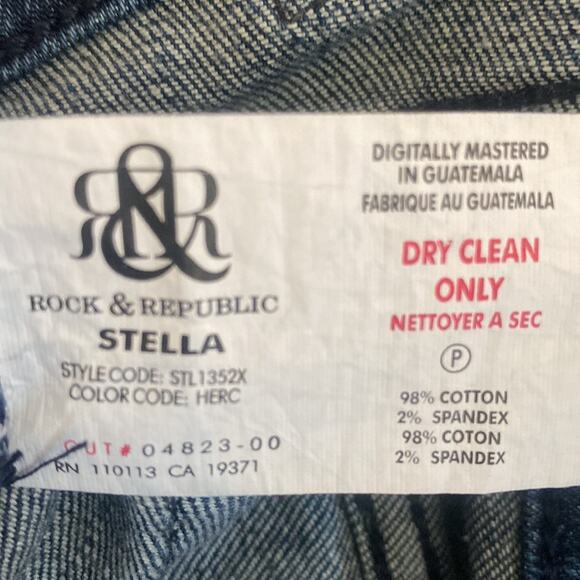 R&R
ROCK & REPUBLIC
STELLA
STYLE CODE: STL1352X
COLOR CODE: HERC
CUT# 04823-00
RN 110113 CA 19371
DIGITALLY MASTERED
IN GUATEMALA
FABRIQUE AU GUATEMALA
DRY CLEAN
ONLY
NETTOYER A SEC
P
98% COTTON
2% SPANDEX
98% COTON
2% SPANDEX